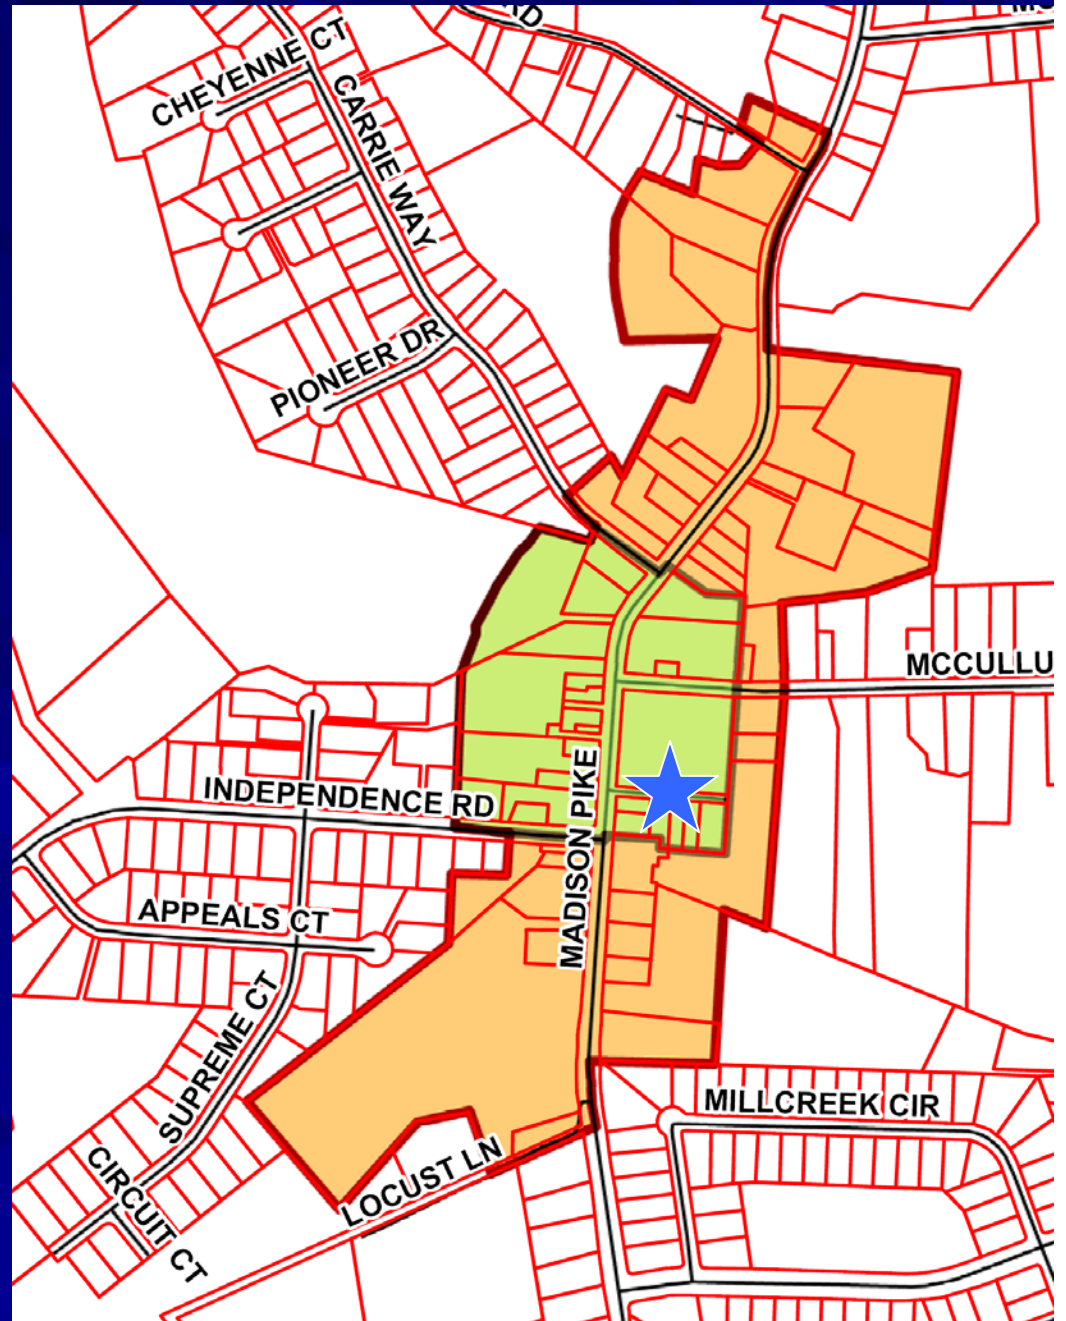 RD
CHEYENNE CT
CARRIE WAY
PIONEER DR
MCCULLU
INDEPENDENCE RD
MADISON PIKE
APPEALS CT
SUPREME CT
MILLCREEK CIR
LOCUST LN
CIRCUIT CT